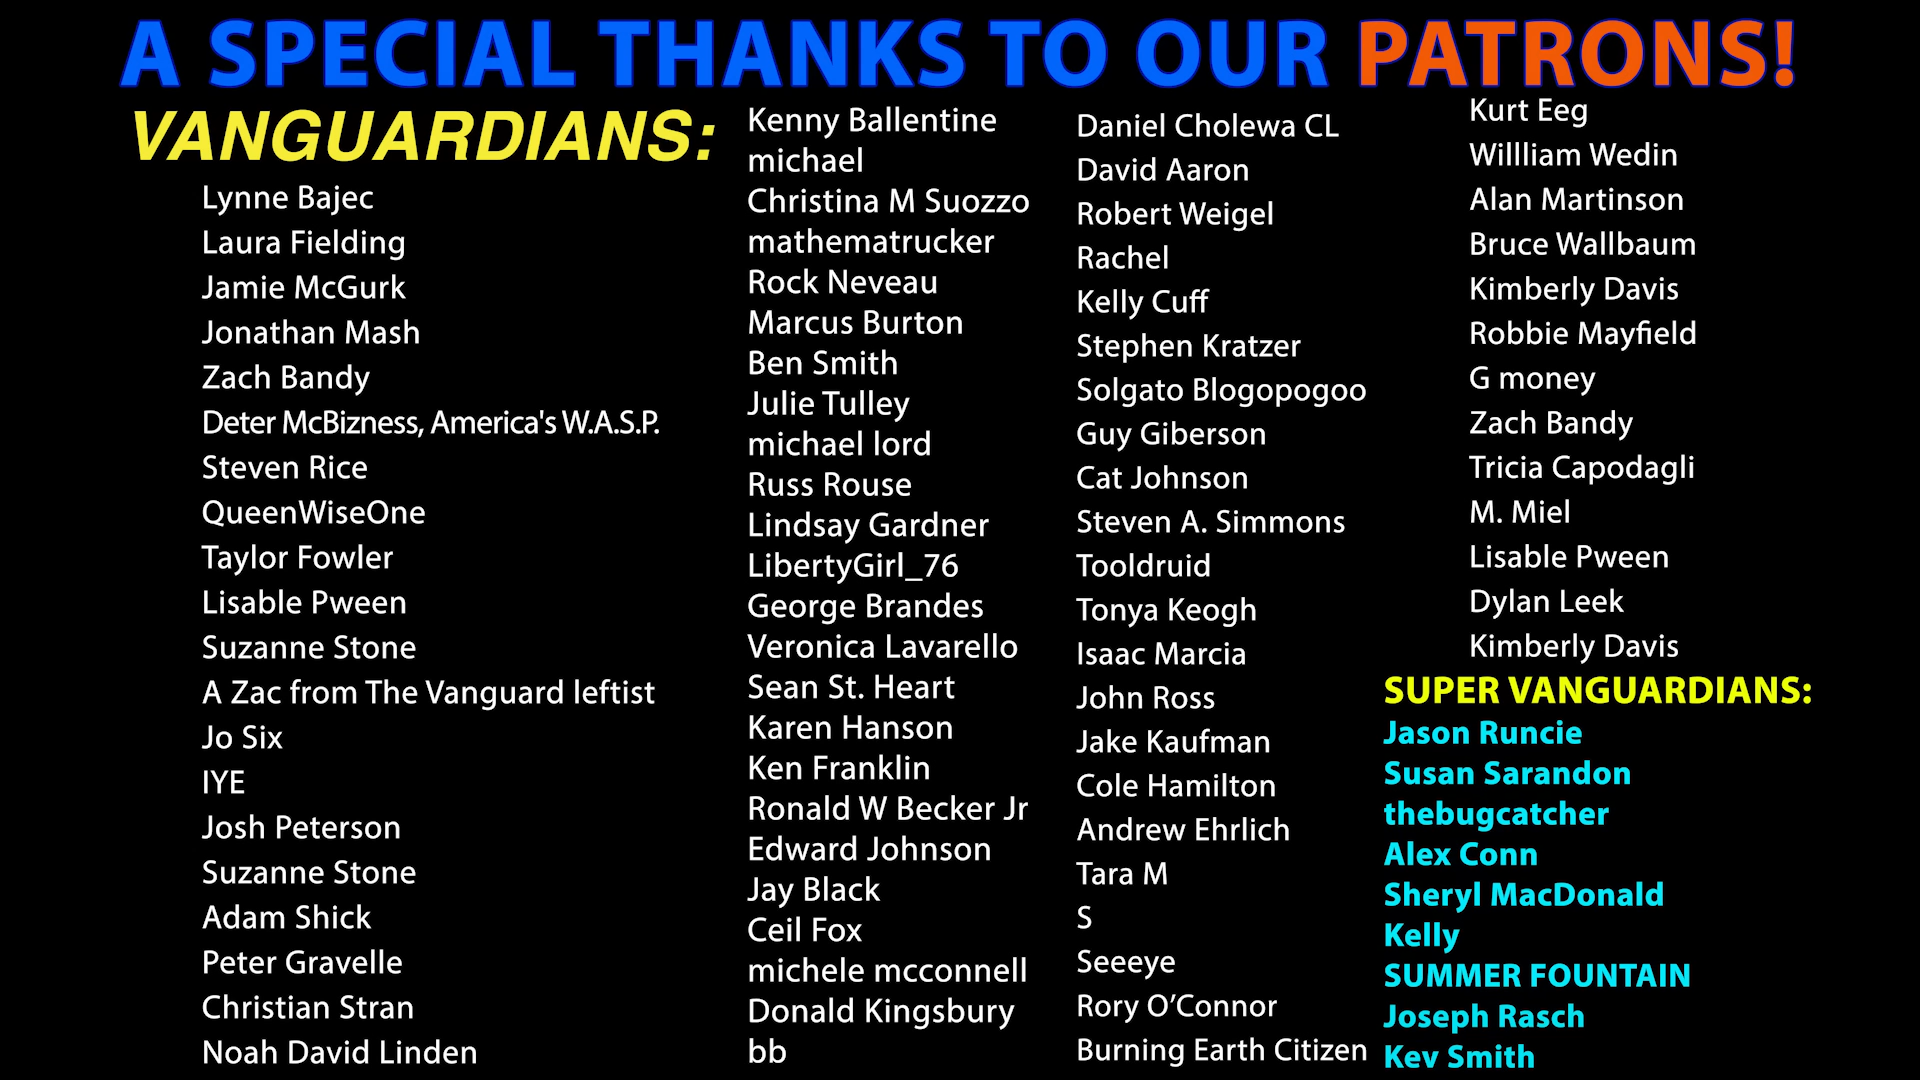 A SPECIAL THANKS TO OUR PATRONS!
VANGUARDIANS:
Lynne Bajec
Laura Fielding
Jamie McGurk
Jonathan Mash
Zach Bandy
Deter McBizness, America's W.A.S.P.
Steven Rice
QueenWiseOne
Taylor Fowler
Lisable Pween
Suzanne Stone
A Zac from The Vanguard leftist
Jo Six
IYE
Josh Peterson
Suzanne Stone
Adam Shick
Peter Gravelle
Christian Stran
Noah David Linden
Kenny Ballentine
michael
Christina M Suozzo
mathematrucker
Rock Neveau
Marcus Burton
Ben Smith
Julie Tulley
michael lord
Russ Rouse
Lindsay Gardner
LibertyGirl_76
George Brandes
Veronica Lavarello
Sean St. Heart
Karen Hanson
Ken Franklin
Ronald W Becker Jr
Edward Johnson
Jay Black
Ceil Fox
michele mcconnell
Donald Kingsbury
bb
Daniel Cholewa CL
David Aaron
Robert Weigel
Rachel
Kelly Cuff
Stephen Kratzer
Solgato Blogopogoo
Guy Giberson
Cat Johnson
Steven A. Simmons
Tooldruid
Tonya Keogh
Isaac Marcia
John Ross
Jake Kaufman
Cole Hamilton
Andrew Ehrlich
Tara M
S
Seeeye
Rory O’Connor
Burning Earth Citizen
Kurt Eeg
Willliam Wedin
Alan Martinson
Bruce Wallbaum
Kimberly Davis
Robbie Mayfield
G money
Zach Bandy
Tricia Capodagli
M. Miel
Lisable Pween
Dylan Leek
Kimberly Davis
SUPER VANGUARDIANS:
Jason Runcie
Susan Sarandon
thebugcatcher
Alex Conn
Sheryl MacDonald
Kelly
SUMMER FOUNTAIN
Joseph Rasch
Kev Smith